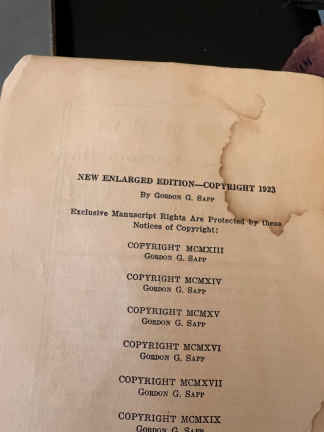 NEW ENLARGED EDITION—COPYRIGHT 1923
By Gordon G. Sapp
Exclusive Manuscript Rights Are Protected by these
Notices of Copyright:
COPYRIGHT MCMXIII
Gordon G. Sapp
COPYRIGHT MCMXIV
Gordon G. Sapp
COPYRIGHT MCMXV
Gordon G. Sapp
COPYRIGHT MCMXVI
Gordon G. Sapp
COPYRIGHT MCMXVII
Gordon G. Sapp
COPYRIGHT MCMXIX
Gordon G. Sapp